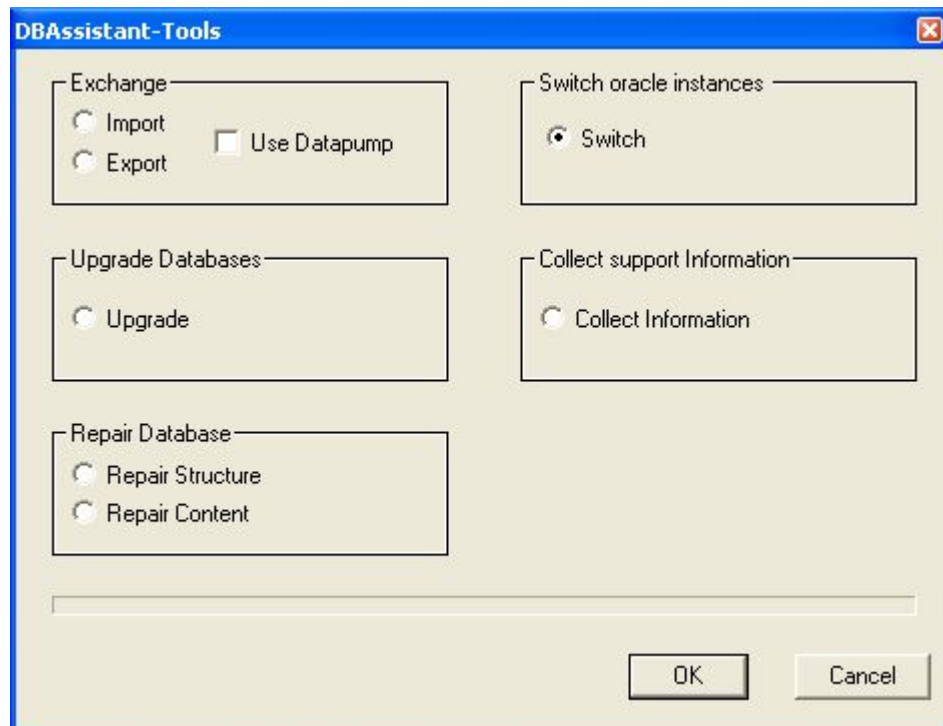 DBAssistant-Tools
Exchange
Import
Export
Use Datapump
Switch oracle instances
Switch
Upgrade Databases
Upgrade
Collect support Information
Collect Information
Repair Database
Repair Structure
Repair Content
OK
Cancel